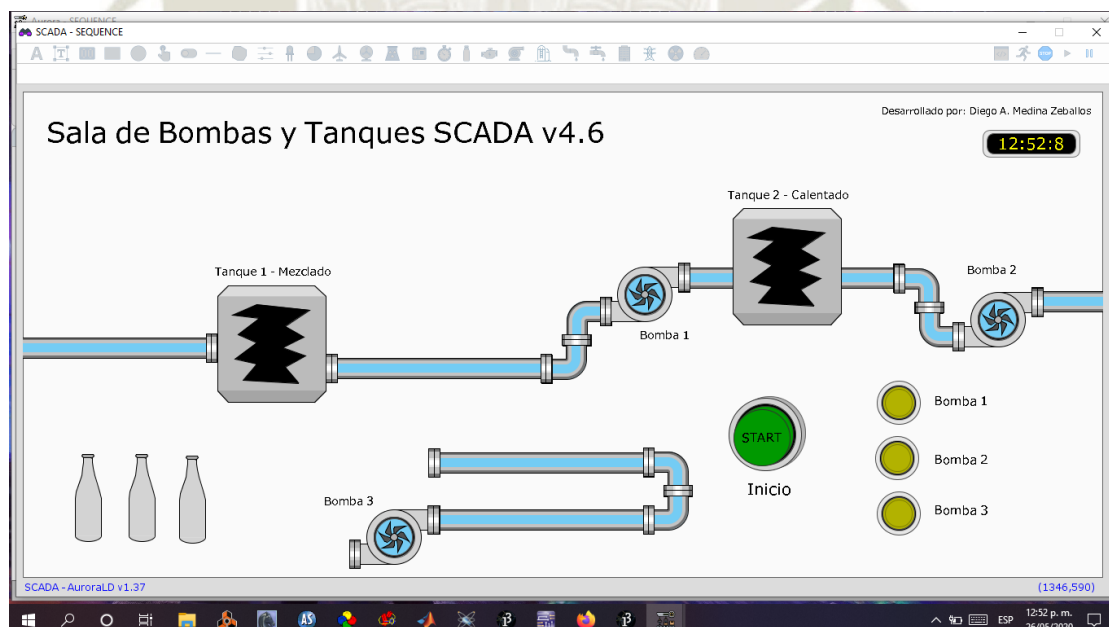 Aurora - SEQUENCE
SCADA - SEQUENCE
A T
STOP
Desarrollado por: Diego A. Medina Zeballos
Sala de Bombas y Tanques SCADA v4.6
12:52:8
Tanque 2 - Calentado
Tanque 1 - Mezclado
Bomba 2
Bomba 1
Bomba 1
START
Bomba 2
Inicio
Bomba 3
Bomba 3
SCADA - AuroraLD v1.37
(1346,590)
AS
ESP
12:52 p. m.
26/05/2020